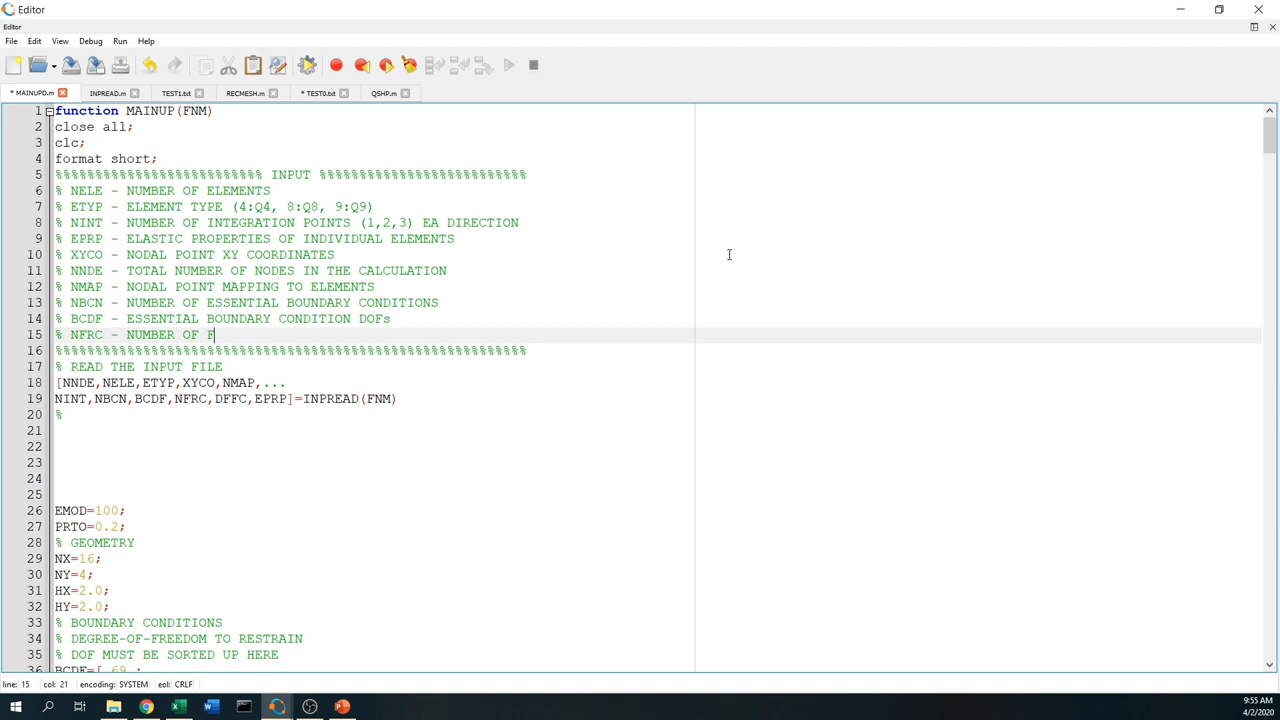 Editor
Editor
File Edit View Debug Run Help
* MAINUPD.m INPREAD.m TEST1.txt RECMESH.m * TEST0.txt QSHP.m
1 function MAINUP(FNM)
2 close all;
3 clc;
4 format short;
5 %%%%%%%%%%%%%%%%%%%%%%%%%% INPUT %%%%%%%%%%%%%%%%%%%%%%%%%%
6 % NELE - NUMBER OF ELEMENTS
7 % ETYP - ELEMENT TYPE (4:Q4, 8:Q8, 9:Q9)
8 % NINT - NUMBER OF INTEGRATION POINTS (1,2,3) EA DIRECTION
9 % EPRP - ELASTIC PROPERTIES OF INDIVIDUAL ELEMENTS
10 % XYCO - NODAL POINT XY COORDINATES
11 % NNDE - TOTAL NUMBER OF NODES IN THE CALCULATION
12 % NMAP - NODAL POINT MAPPING TO ELEMENTS
13 % NBCN - NUMBER OF ESSENTIAL BOUNDARY CONDITIONS
14 % BCDF - ESSENTIAL BOUNDARY CONDITION DOFs
15 % NFRC - NUMBER OF F
16 %%%%%%%%%%%%%%%%%%%%%%%%%%%%%%%%%%%%%%%%%%%%%%%%%%%%%%%%%%%
17 % READ THE INPUT FILE
18 [NNDE,NELE,ETYP,XYCO,NMAP,...
19 NINT,NBCN,BCDF,NFRC,DFFC,EPRP]=INPREAD(FNM)
20 %
21
22
23
24
25
26 EMOD=100;
27 PRTO=0.2;
28 % GEOMETRY
29 NX=16;
30 NY=4;
31 HX=2.0;
32 HY=2.0;
33 % BOUNDARY CONDITIONS
34 % DEGREE-OF-FREEDOM TO RESTRAIN
35 % DOF MUST BE SORTED UP HERE
36 BCDF=[ 69 ;
line: 15 col: 21 encoding: SYSTEM eol: CRLF
9:55 AM
4/2/2020